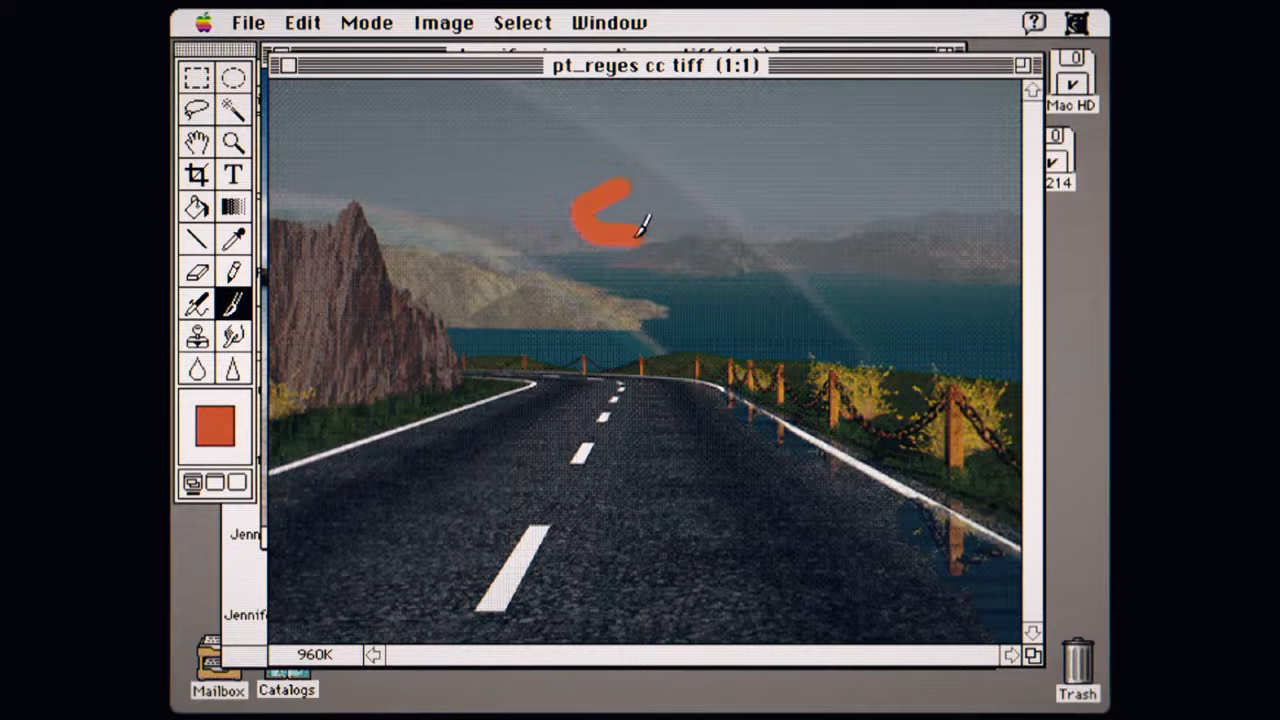 File Edit Mode Image Select Window
pt_reyes cc tiff (1:1)
Mac HD
214
Jenn
Jennif
960K
Mailbox
Catalogs
Trash